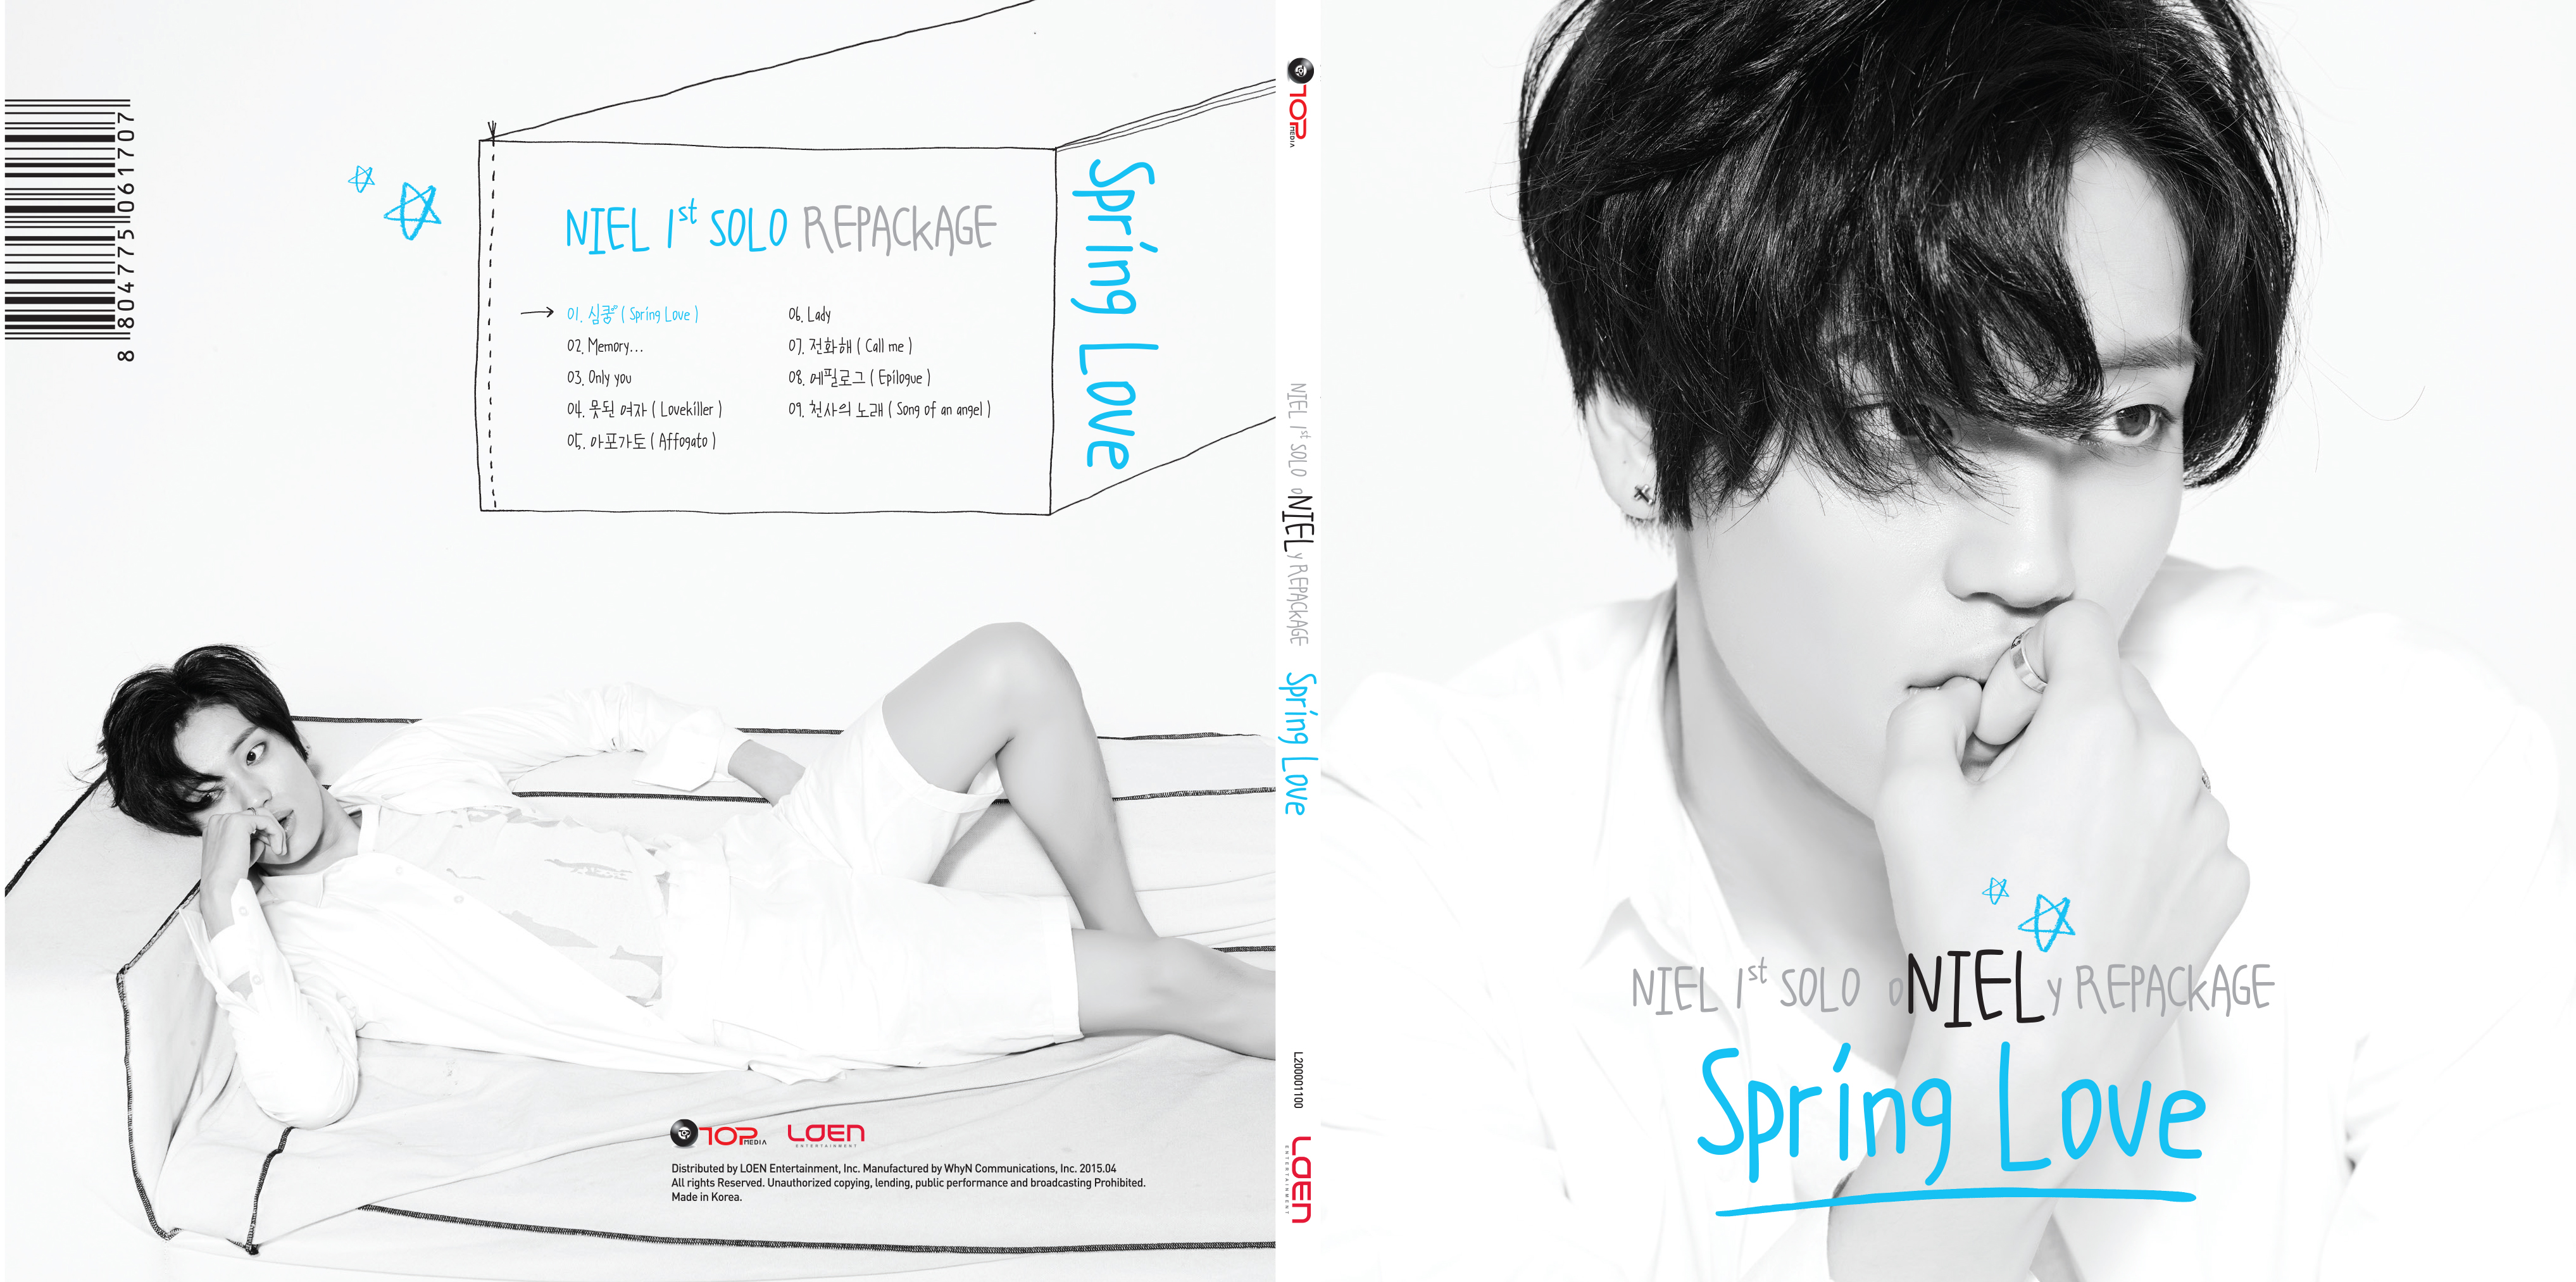 8 804775 061707
NIEL 1st SOLO REPACKAGE
01. 심쿵 ( Spring Love )
02. Memory...
03. Only you
04. 못된 여자 ( Lovekiller )
05. 아포가토 ( Affogato )
06. Lady
07. 전화해 ( Call me )
08. 에필로그 ( Epilogue )
09. 천사의 노래 ( Song of an angel )
Spring Love
TOP MEDIA
LOEN
ENTERTAINMENT
Distributed by LOEN Entertainment, Inc. Manufactured by WhyN Communications, Inc. 2015.04
All rights Reserved. Unauthorized copying, lending, public performance and broadcasting Prohibited.
Made in Korea.
TOP MEDIA
NIEL 1st SOLO oNIELy REPACKAGE
Spring Love
L200001100
LOEN
ENTERTAINMENT
NIEL 1st SOLO oNIELy REPACKAGE
Spring Love